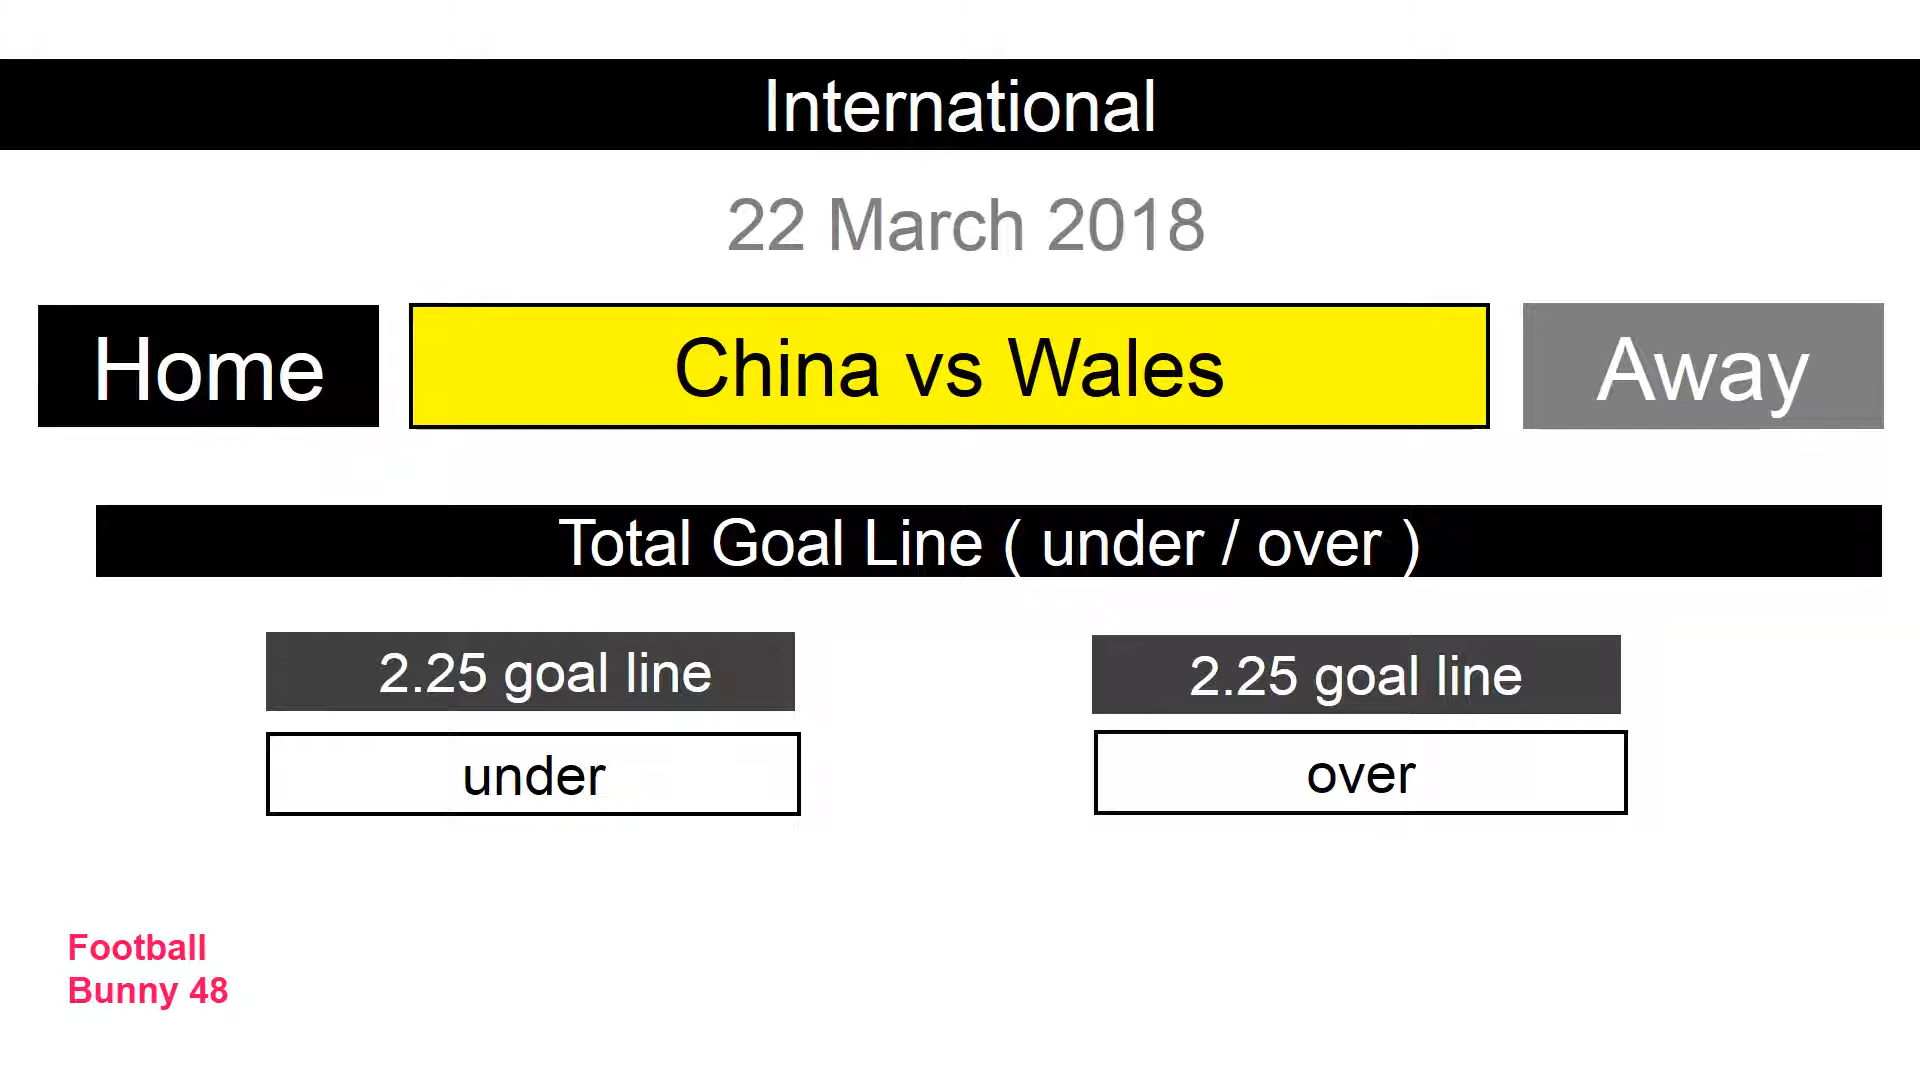 International
22 March 2018
Home
China vs Wales
Away
Total Goal Line ( under / over )
2.25 goal line
2.25 goal line
under
over
Football
Bunny 48